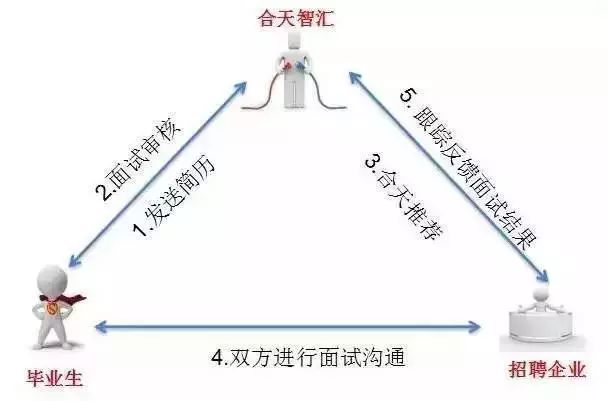 合天智汇
2.面试审核
1.发送简历
5. 跟踪反馈面试结果
3.合天推荐
4.双方进行面试沟通
毕业生
招聘企业